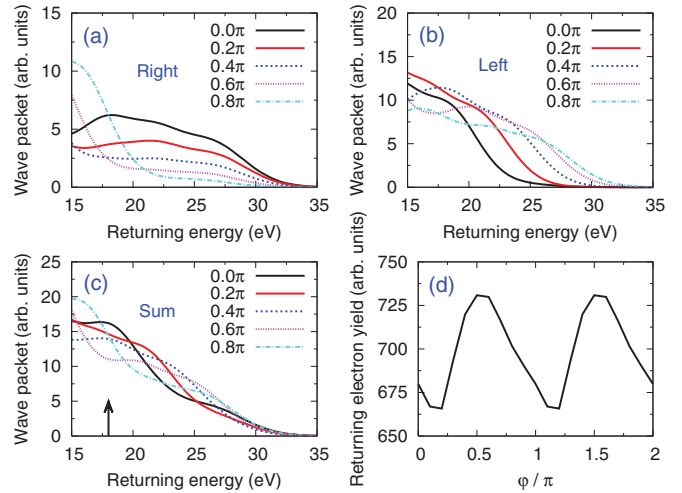 (a) Right
0.0π
0.2π
0.4π
0.6π
0.8π
Wave packet (arb. units)
15
10
5
0
15 20 25 30 35
Returning energy (eV)
(b) Left
0.0π
0.2π
0.4π
0.6π
0.8π
Wave packet (arb. units)
20
15
10
5
0
15 20 25 30 35
Returning energy (eV)
(c) Sum
0.0π
0.2π
0.4π
0.6π
0.8π
Wave packet (arb. units)
25
20
15
10
5
0
15 20 25 30 35
Returning energy (eV)
(d)
Returning electron yield (arb. units)
750
725
700
675
650
0 0.5 1 1.5 2
φ / π